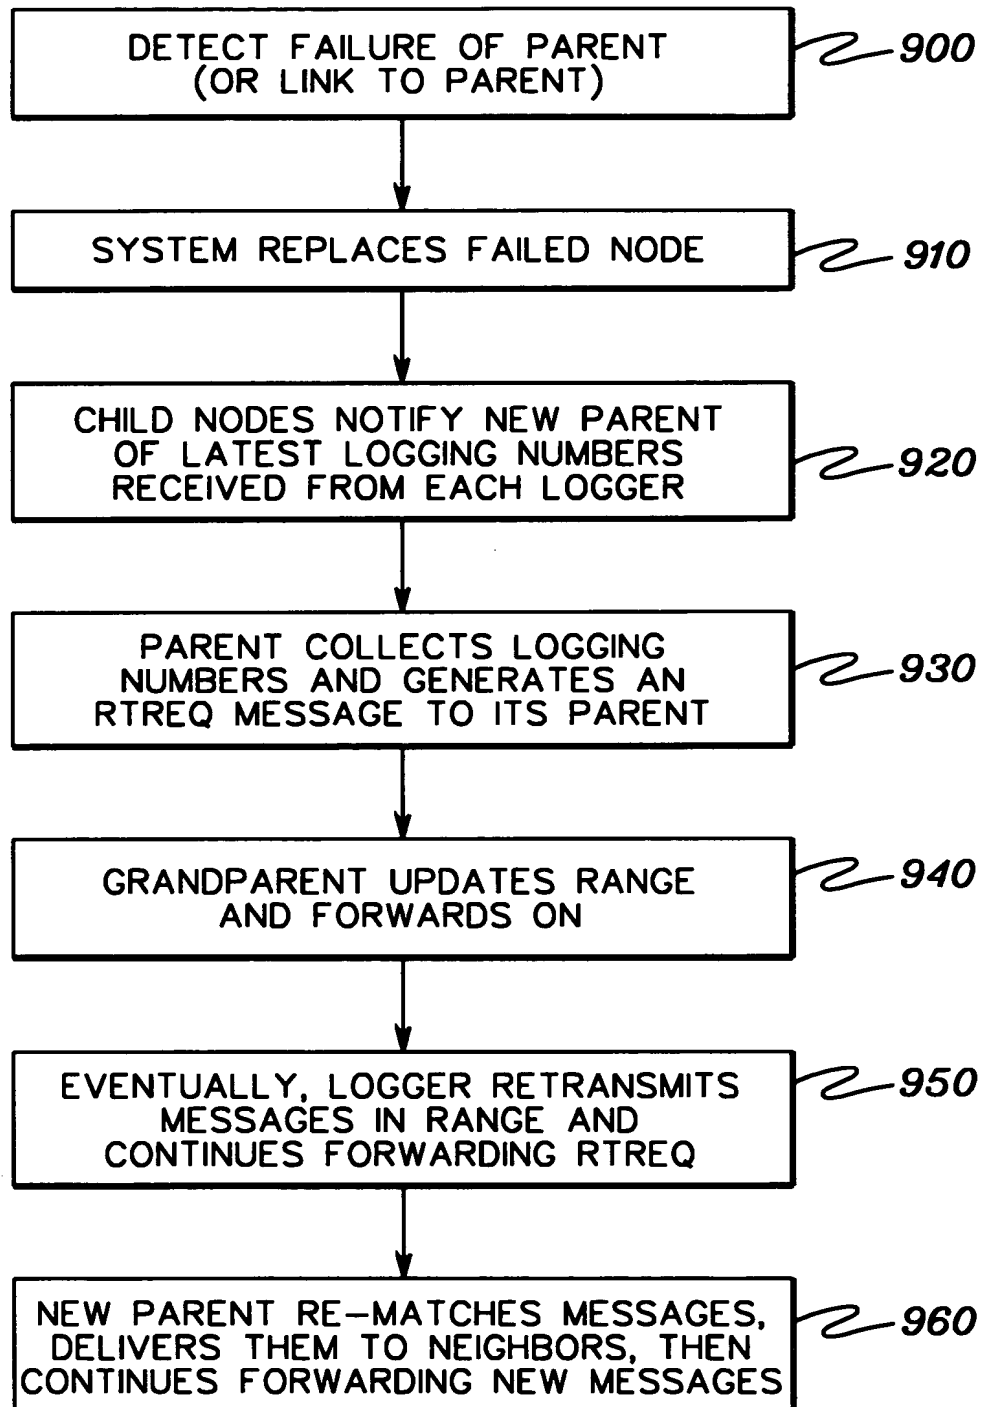 DETECT FAILURE OF PARENT
(OR LINK TO PARENT)
900
SYSTEM REPLACES FAILED NODE
910
CHILD NODES NOTIFY NEW PARENT
OF LATEST LOGGING NUMBERS
RECEIVED FROM EACH LOGGER
920
PARENT COLLECTS LOGGING
NUMBERS AND GENERATES AN
RTREQ MESSAGE TO ITS PARENT
930
GRANDPARENT UPDATES RANGE
AND FORWARDS ON
940
EVENTUALLY, LOGGER RETRANSMITS
MESSAGES IN RANGE AND
CONTINUES FORWARDING RTREQ
950
NEW PARENT RE-MATCHES MESSAGES,
DELIVERS THEM TO NEIGHBORS, THEN
CONTINUES FORWARDING NEW MESSAGES
960